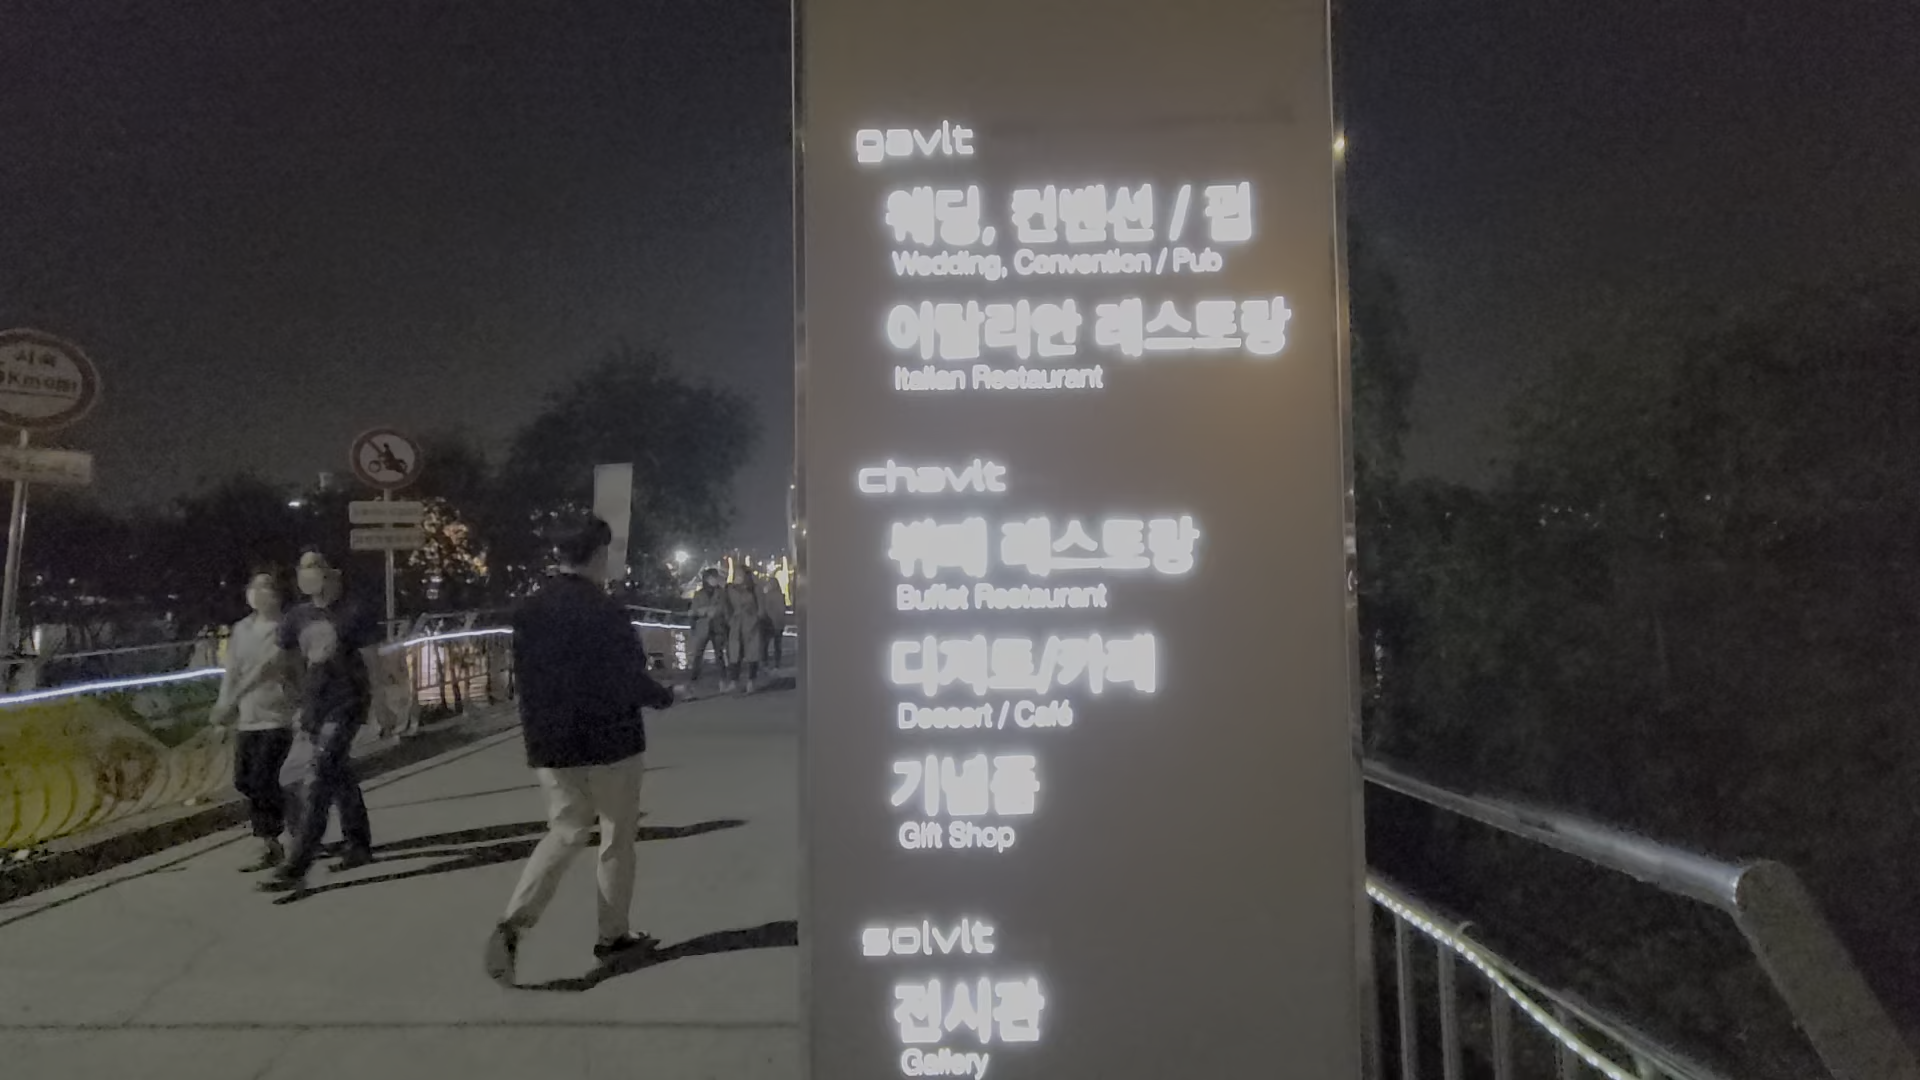 gavit
웨딩, 컨벤션 / 펍
Wedding, Convention / Pub
이탈리안 레스토랑
Italian Restaurant
chavit
뷔페 레스토랑
Buffet Restaurant
디저트/카페
Dessert / Café
기념품
Gift Shop
solvit
전시관
Gallery